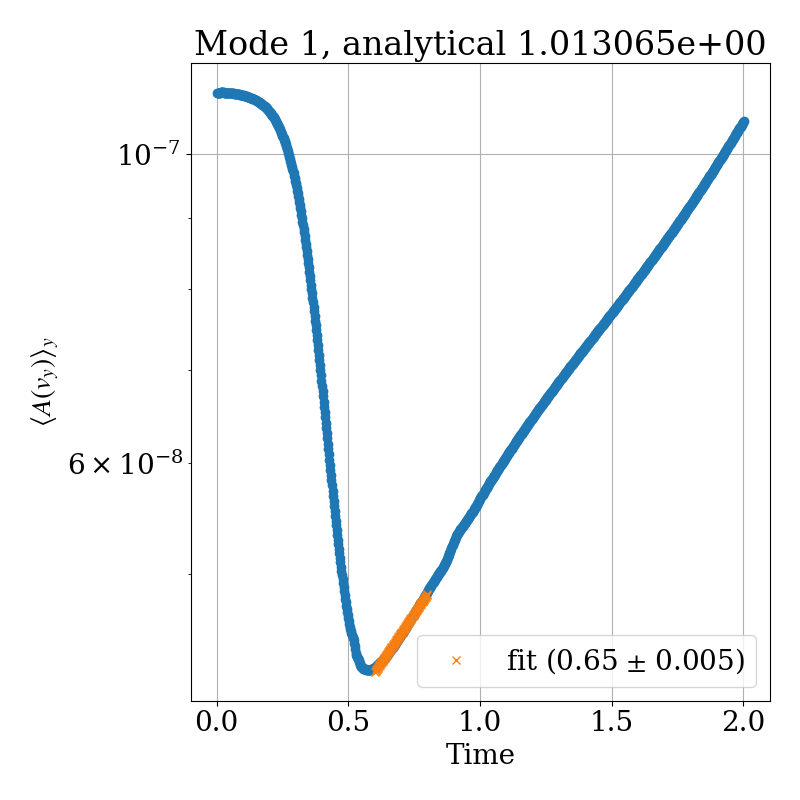 Mode 1, analytical 1.013065e+00
⟨A(v_y)⟩_y
10⁻⁷
6 × 10⁻⁸
fit (0.65 ± 0.005)
0.0 0.5 1.0 1.5 2.0
Time